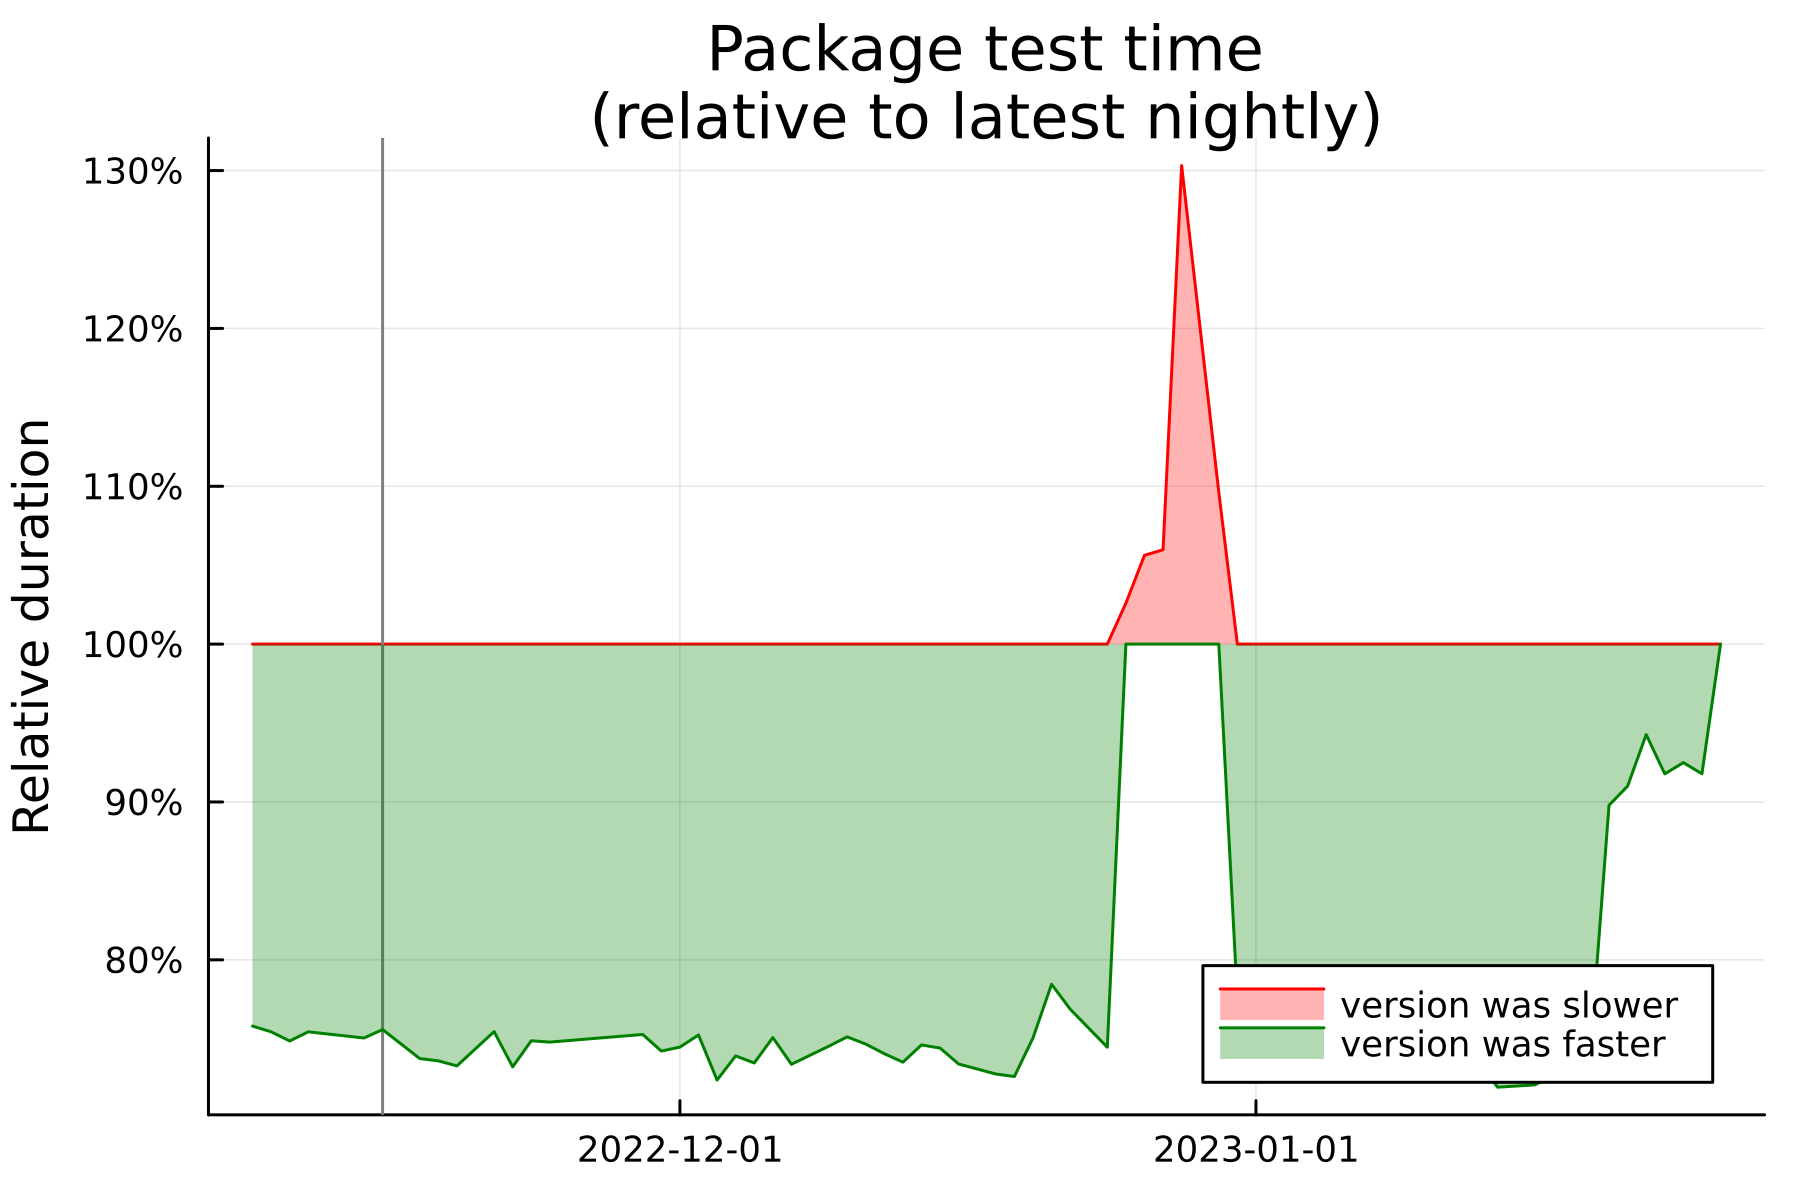 Package test time
(relative to latest nightly)
Relative duration
130%
120%
110%
100%
90%
80%
version was slower
version was faster
2022-12-01
2023-01-01